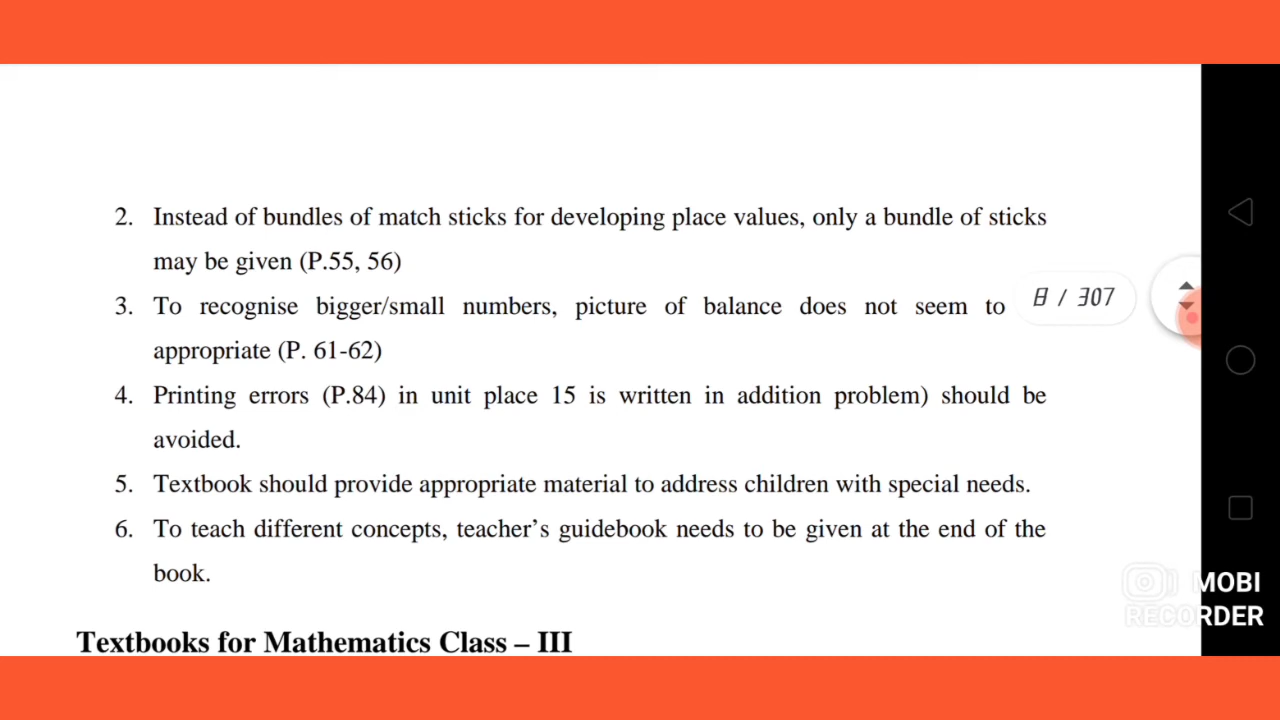 2. Instead of bundles of match sticks for developing place values, only a bundle of sticks
may be given (P.55, 56)
3. To recognise bigger/small numbers, picture of balance does not seem to
8 / 307
appropriate (P. 61-62)
4. Printing errors (P.84) in unit place 15 is written in addition problem) should be
avoided.
5. Textbook should provide appropriate material to address children with special needs.
6. To teach different concepts, teacher's guidebook needs to be given at the end of the
book.
Textbooks for Mathematics Class – III
MOBI
RECORDER